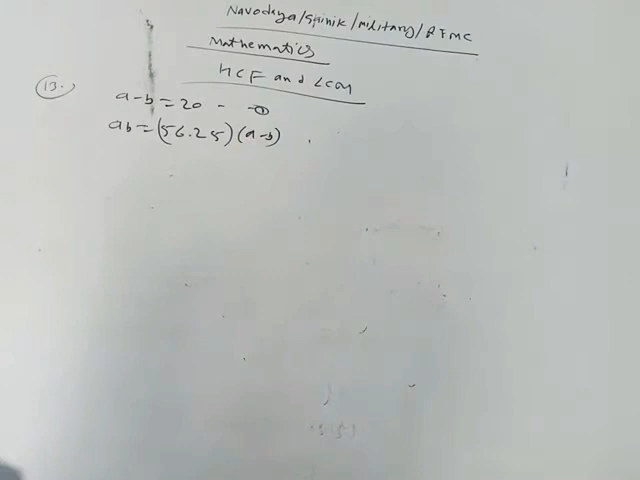 Navodaya/Sainik/military/RIMC
Mathematics
HCF and LCM
13.
a-b=20 - ①
ab=(56.25)(a-b)